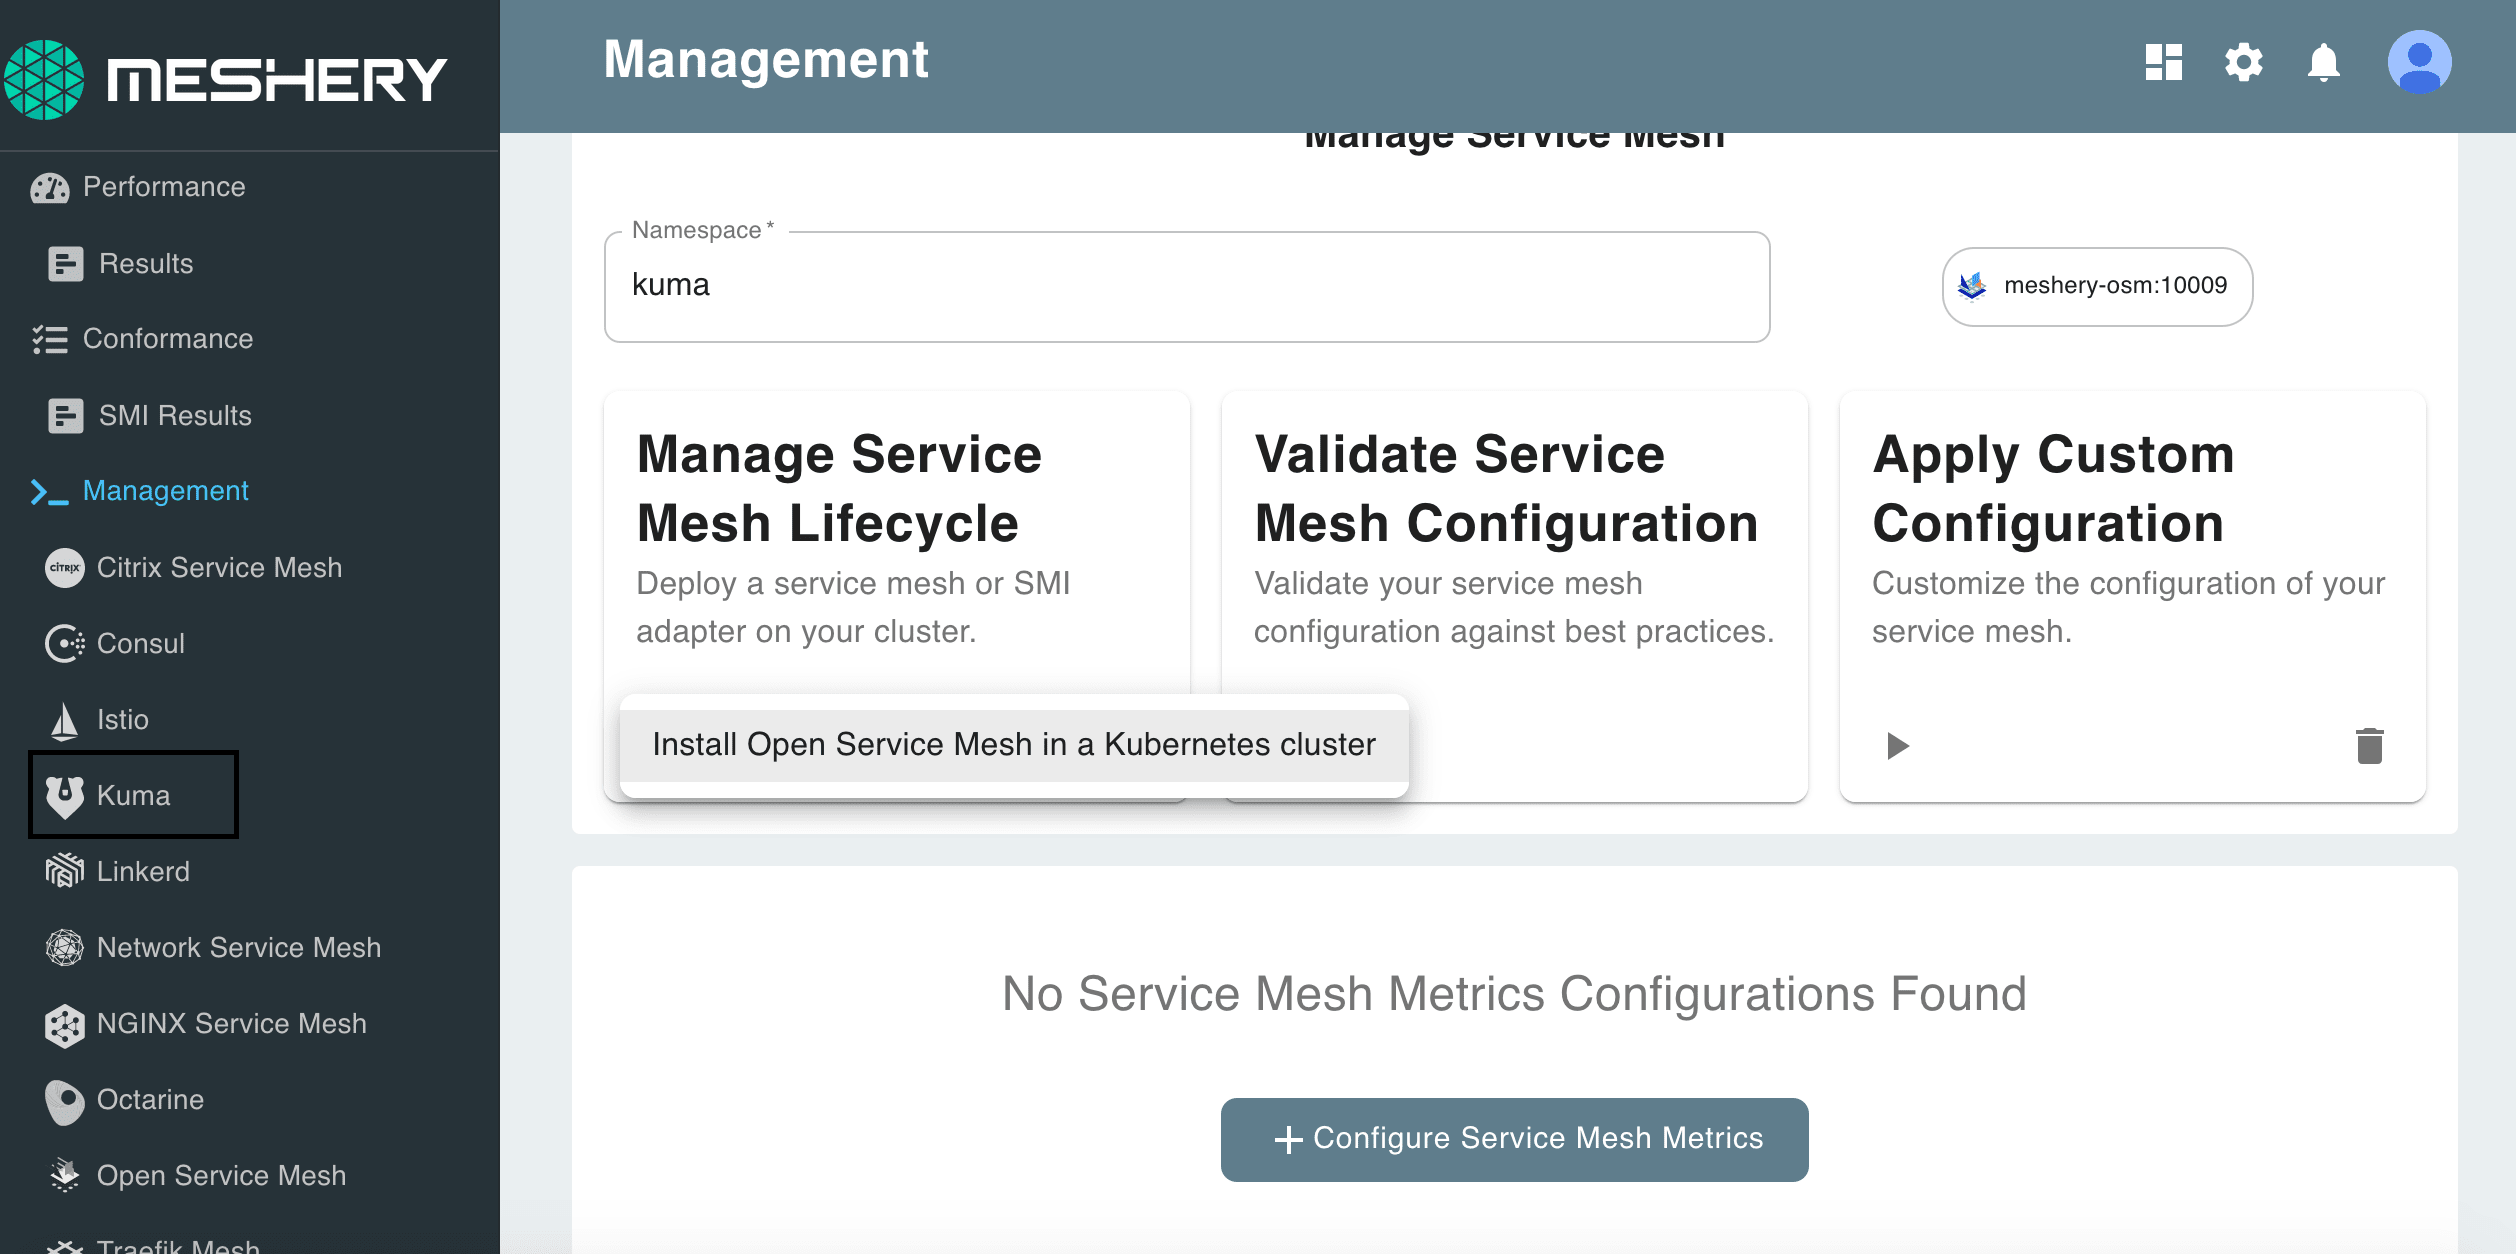 MESHERY
Performance
Results
Conformance
SMI Results
Management
CİTRIX
Citrix Service Mesh
Consul
Istio
Kuma
Linkerd
Network Service Mesh
NGINX Service Mesh
Octarine
Open Service Mesh
Traefik Mesh
Management
Manage Service Mesh
Namespace *
kuma
meshery-osm:10009
Manage Service
Mesh Lifecycle
Deploy a service mesh or SMI
adapter on your cluster.
Install Open Service Mesh in a Kubernetes cluster
Validate Service
Mesh Configuration
Validate your service mesh
configuration against best practices.
Apply Custom
Configuration
Customize the configuration of your
service mesh.
No Service Mesh Metrics Configurations Found
+ Configure Service Mesh Metrics